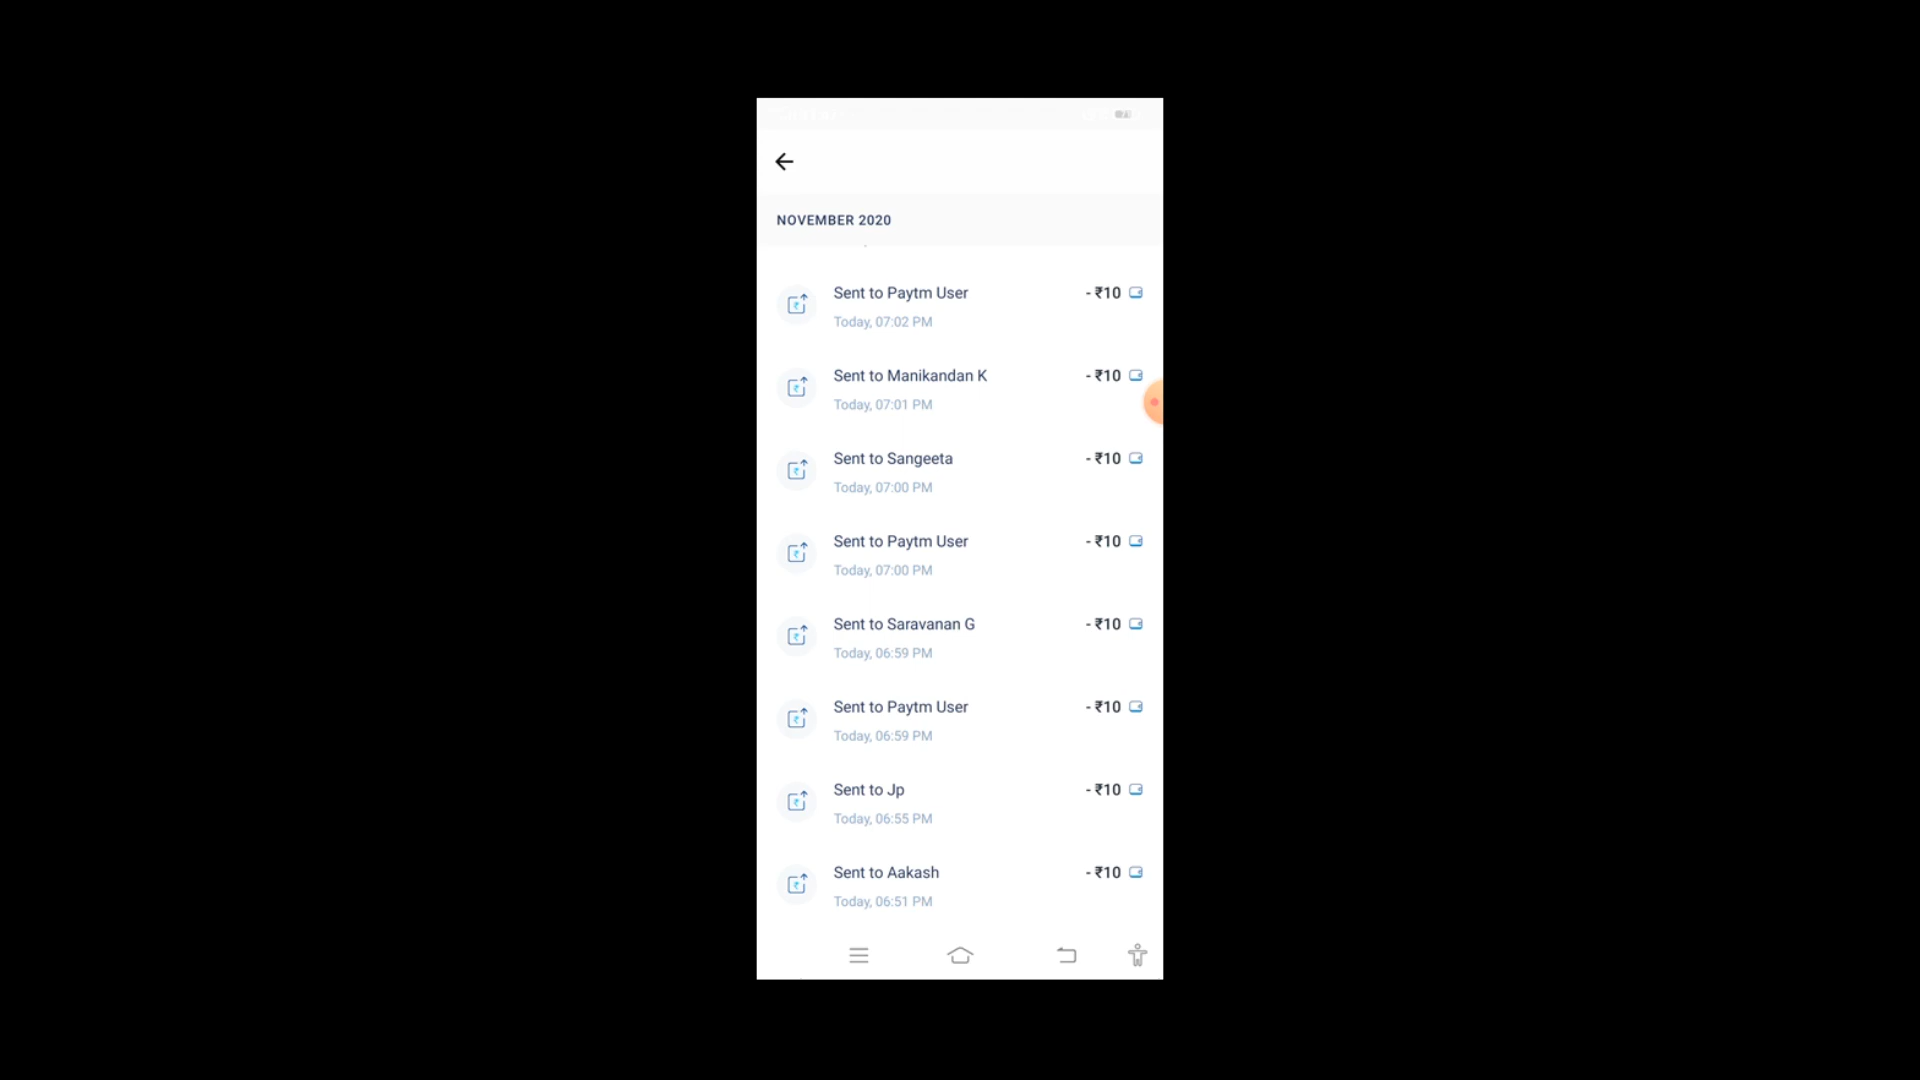 NOVEMBER 2020
Sent to Paytm User
- ₹10
Today, 07:02 PM
Sent to Manikandan K
- ₹10
Today, 07:01 PM
Sent to Sangeeta
- ₹10
Today, 07:00 PM
Sent to Paytm User
- ₹10
Today, 07:00 PM
Sent to Saravanan G
- ₹10
Today, 06:59 PM
Sent to Paytm User
- ₹10
Today, 06:59 PM
Sent to Jp
- ₹10
Today, 06:55 PM
Sent to Aakash
- ₹10
Today, 06:51 PM